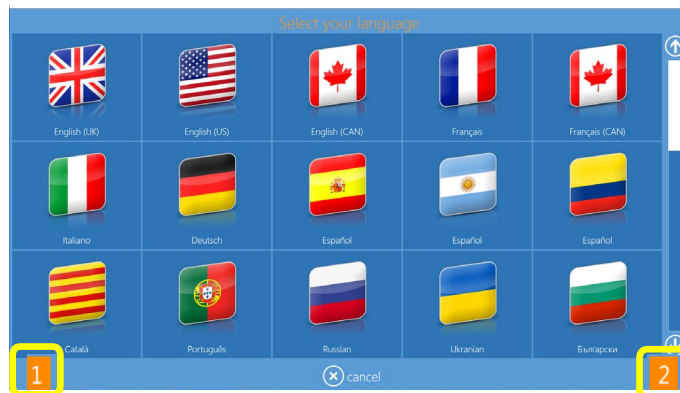 Select your language
English (UK) English (US) English (CAN) Français Français (CAN)
Italiano Deutsch Español Español Español
Català Português Russian Ukranian Български
1 cancel 2